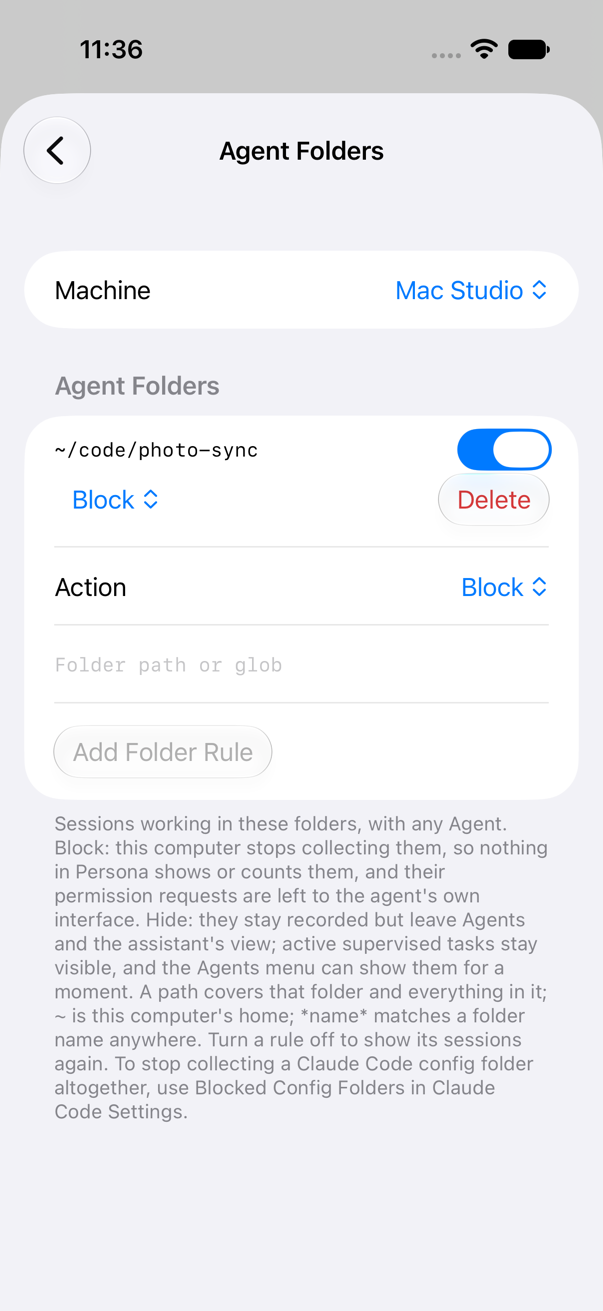 11:36
Agent Folders
Machine
Mac Studio
Agent Folders
~/code/photo-sync
Block
Delete
Action
Block
Folder path or glob
Add Folder Rule
Sessions working in these folders, with any Agent.
Block: this computer stops collecting them, so nothing
in Persona shows or counts them, and their
permission requests are left to the agent's own
interface. Hide: they stay recorded but leave Agents
and the assistant's view; active supervised tasks stay
visible, and the Agents menu can show them for a
moment. A path covers that folder and everything in it;
~ is this computer's home; *name* matches a folder
name anywhere. Turn a rule off to show its sessions
again. To stop collecting a Claude Code config folder
altogether, use Blocked Config Folders in Claude
Code Settings.